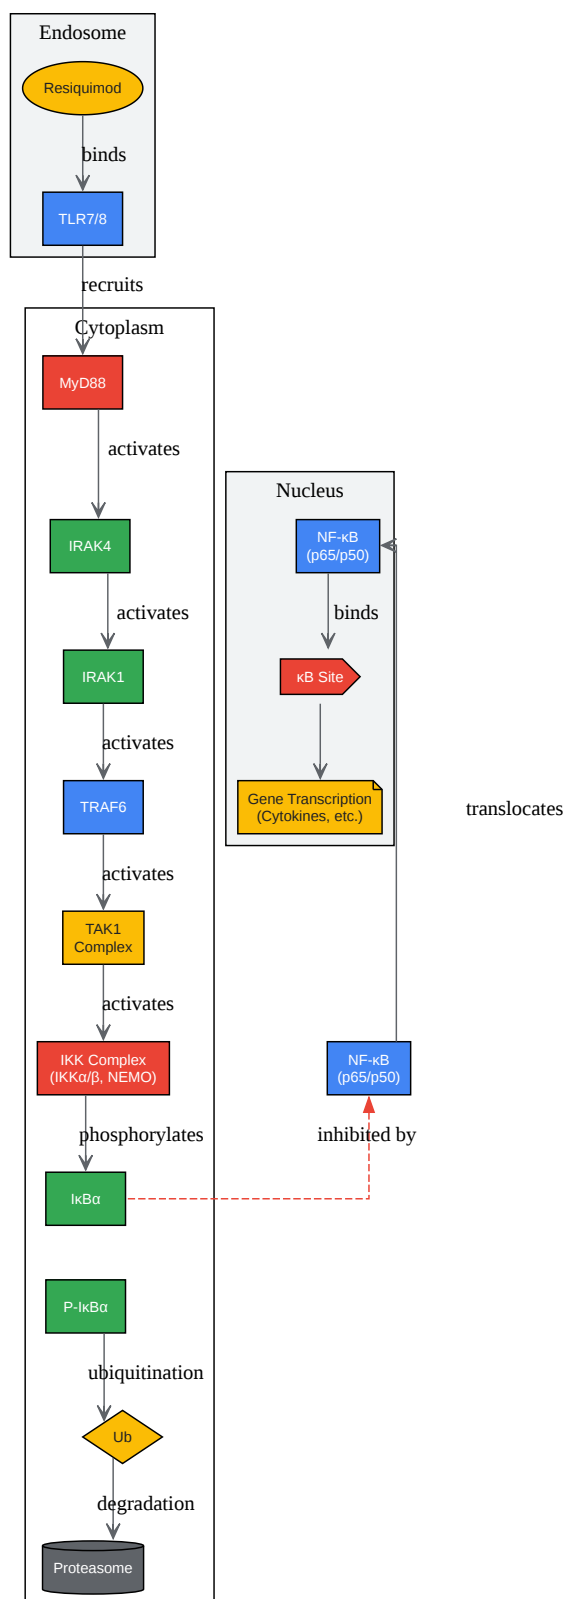 Endosome
Resiquimod
binds
TLR7/8
recruits
Cytoplasm
MyD88
activates
IRAK4
activates
IRAK1
activates
TRAF6
activates
TAK1
Complex
activates
IKK Complex
(IKKα/β, NEMO)
phosphorylates
IκBα
P-IκBα
ubiquitination
Ub
degradation
Proteasome
Nucleus
NF-κB
(p65/p50)
binds
κB Site
Gene Transcription
(Cytokines, etc.)
translocates
NF-κB
(p65/p50)
inhibited by